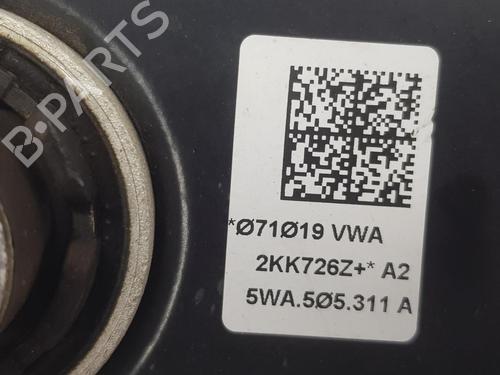 B-PARTS
*Ø71Ø19 VWA
2KK726Z+* A2
5WA.5Ø5.311 A